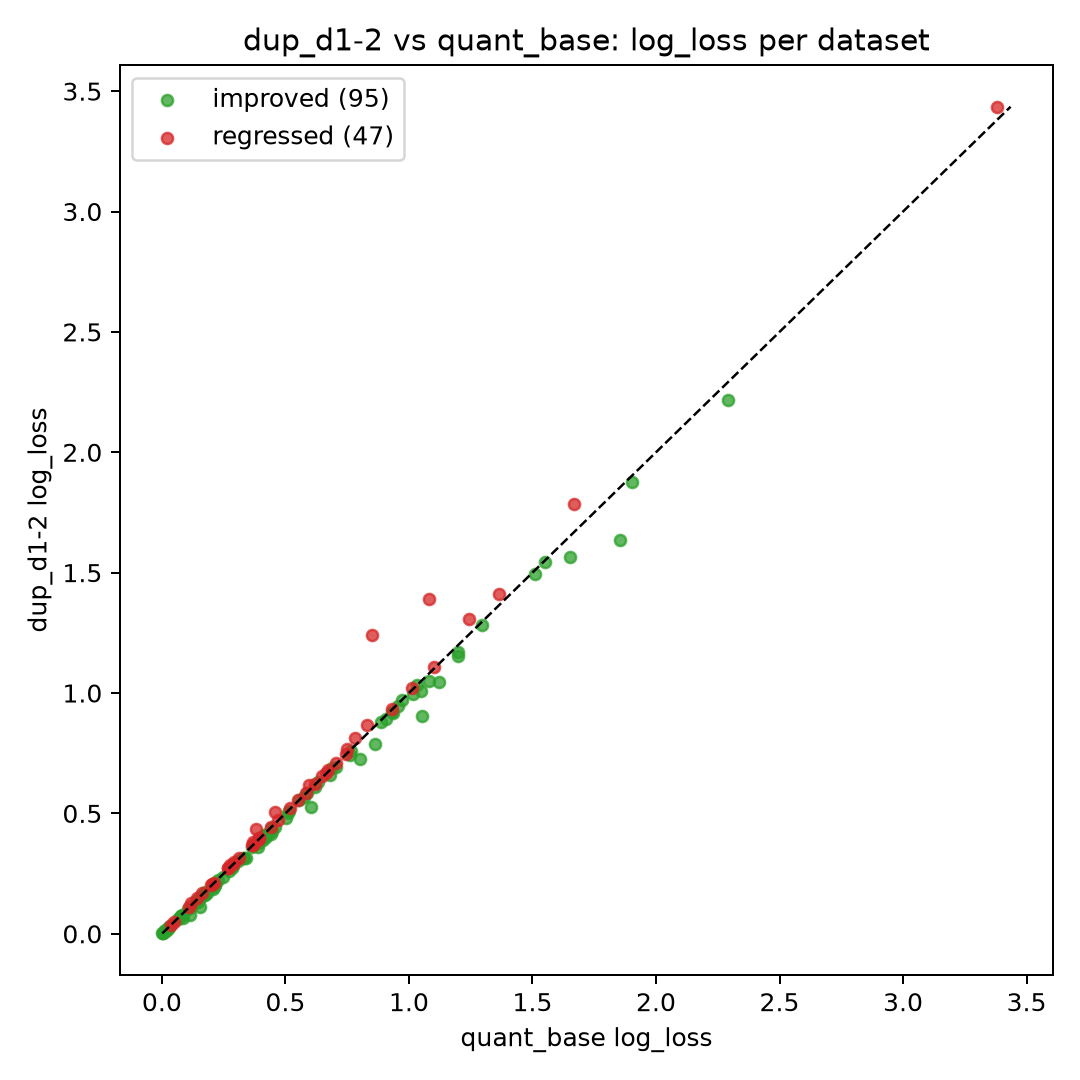 dup_d1-2 vs quant_base: log_loss per dataset
improved (95)
regressed (47)
dup_d1-2 log_loss
3.5
3.0
2.5
2.0
1.5
1.0
0.5
0.0
0.0 0.5 1.0 1.5 2.0 2.5 3.0 3.5
quant_base log_loss